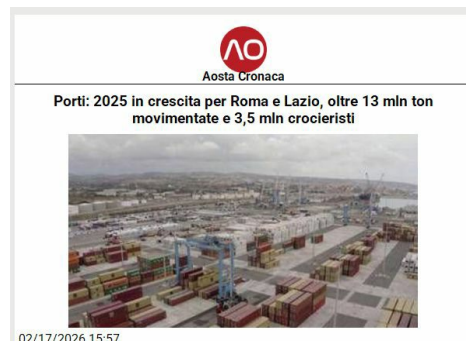 AO
Aosta Cronaca
Porti: 2025 in crescita per Roma e Lazio, oltre 13 mln ton
movimentate e 3,5 mln crocieristi
02/17/2026 15:57